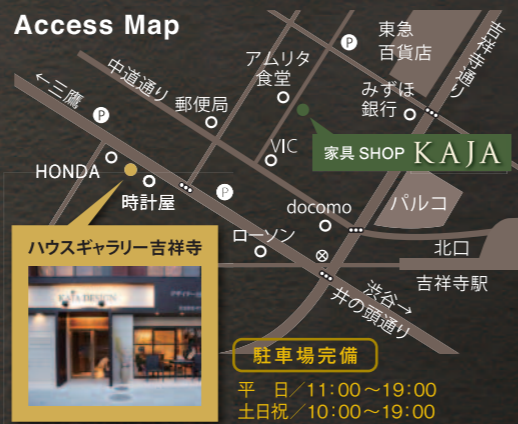 Access Map
東急
百貨店
吉祥寺通り
P
アムリタ
食堂
中道通り
みずほ
銀行
←三鷹
郵便局
P
VIC
家具 SHOP KAJA
HONDA
時計屋
P
docomo
パルコ
ローソン
北口
吉祥寺駅
渋谷→
井の頭通り
ハウスギャラリー吉祥寺
KAJA DESIGN
駐車場完備
平 日／11:00～19:00
土日祝／10:00～19:00